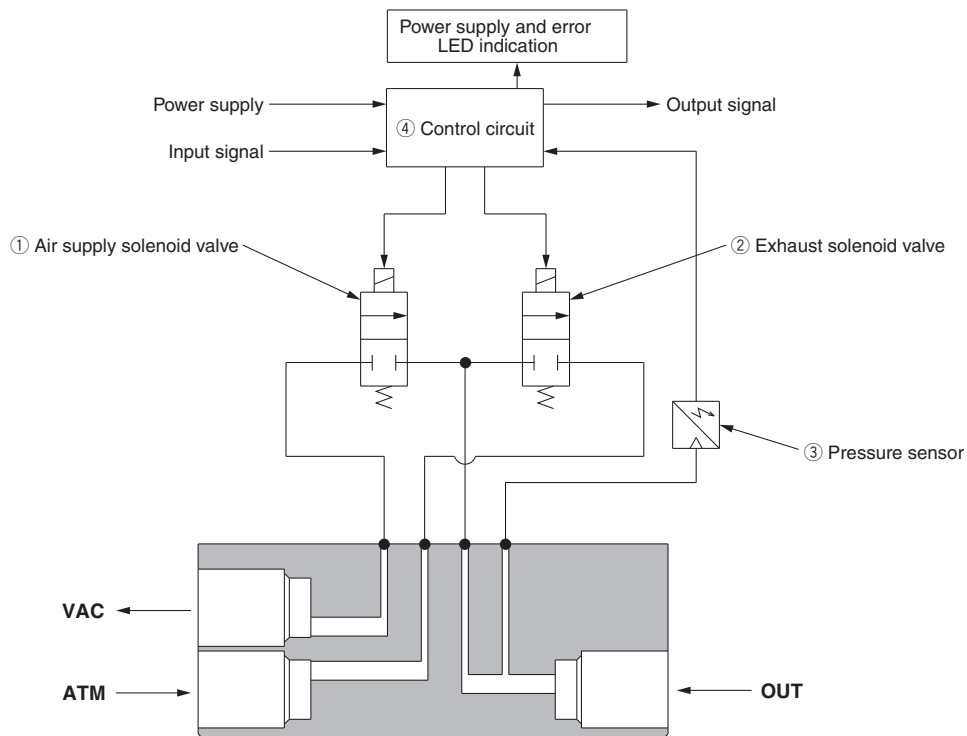 Power supply and error
LED indication
Power supply
Output signal
④ Control circuit
Input signal
① Air supply solenoid valve
② Exhaust solenoid valve
③ Pressure sensor
VAC
ATM
OUT